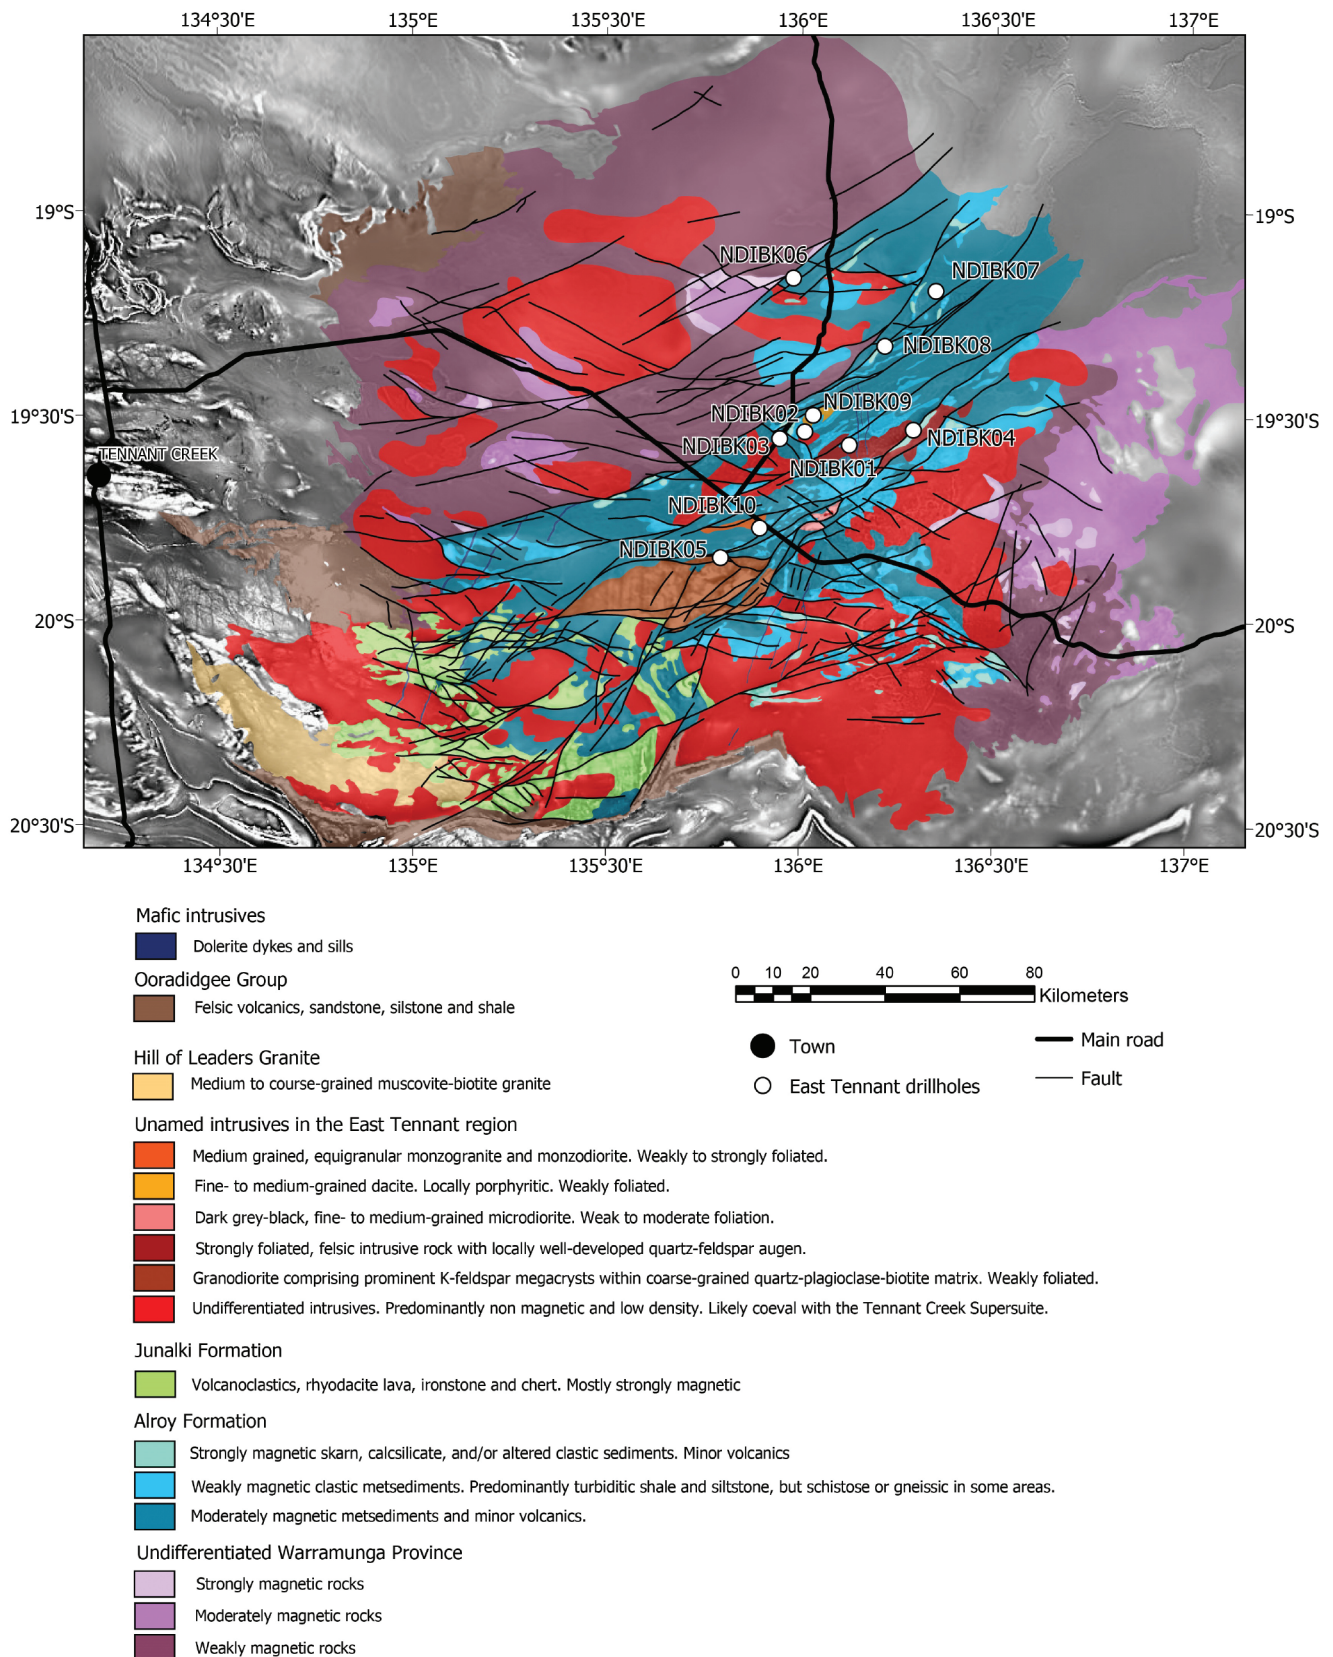 134°30'E 135°E 135°30'E 136°E 136°30'E 137°E
19°S 19°S
NDIBK06
NDIBK07
NDIBK08
NDIBK09
NDIBK02
19°30'S 19°30'S
NDIBK03
NDIBK04
TENNANT CREEK
NDIBK01
NDIBK10
NDIBK05
20°S 20°S
20°30'S 20°30'S
134°30'E 135°E 135°30'E 136°E 136°30'E 137°E
Mafic intrusives
Dolerite dykes and sills
Ooradidgee Group
Felsic volcanics, sandstone, silstone and shale
Hill of Leaders Granite
Medium to course-grained muscovite-biotite granite
0 10 20 40 60 80
Kilometers
Town
Main road
East Tennant drillholes
Fault
Unamed intrusives in the East Tennant region
Medium grained, equigranular monzogranite and monzodiorite. Weakly to strongly foliated.
Fine- to medium-grained dacite. Locally porphyritic. Weakly foliated.
Dark grey-black, fine- to medium-grained microdiorite. Weak to moderate foliation.
Strongly foliated, felsic intrusive rock with locally well-developed quartz-feldspar augen.
Granodiorite comprising prominent K-feldspar megacrysts within coarse-grained quartz-plagioclase-biotite matrix. Weakly foliated.
Undifferentiated intrusives. Predominantly non magnetic and low density. Likely coeval with the Tennant Creek Supersuite.
Junalki Formation
Volcanoclastics, rhyodacite lava, ironstone and chert. Mostly strongly magnetic
Alroy Formation
Strongly magnetic skarn, calcsilicate, and/or altered clastic sediments. Minor volcanics
Weakly magnetic clastic metsediments. Predominantly turbiditic shale and siltstone, but schistose or gneissic in some areas.
Moderately magnetic metsediments and minor volcanics.
Undifferentiated Warramunga Province
Strongly magnetic rocks
Moderately magnetic rocks
Weakly magnetic rocks